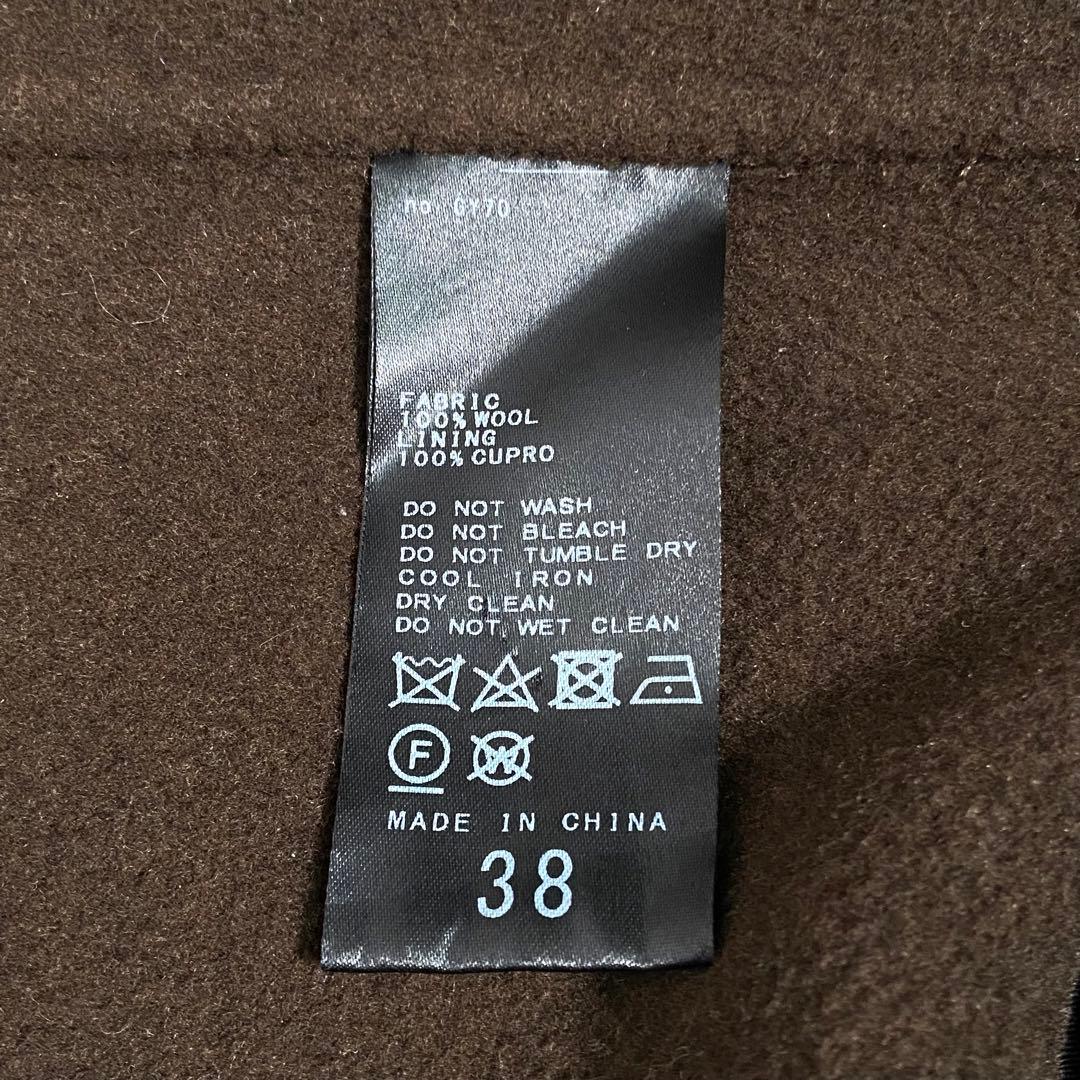 no. GY70
FABRIC
100% WOOL
LINING
100% CUPRO
DO NOT WASH
DO NOT BLEACH
DO NOT TUMBLE DRY
COOL IRON
DRY CLEAN
DO NOT WET CLEAN
F W
MADE IN CHINA
38